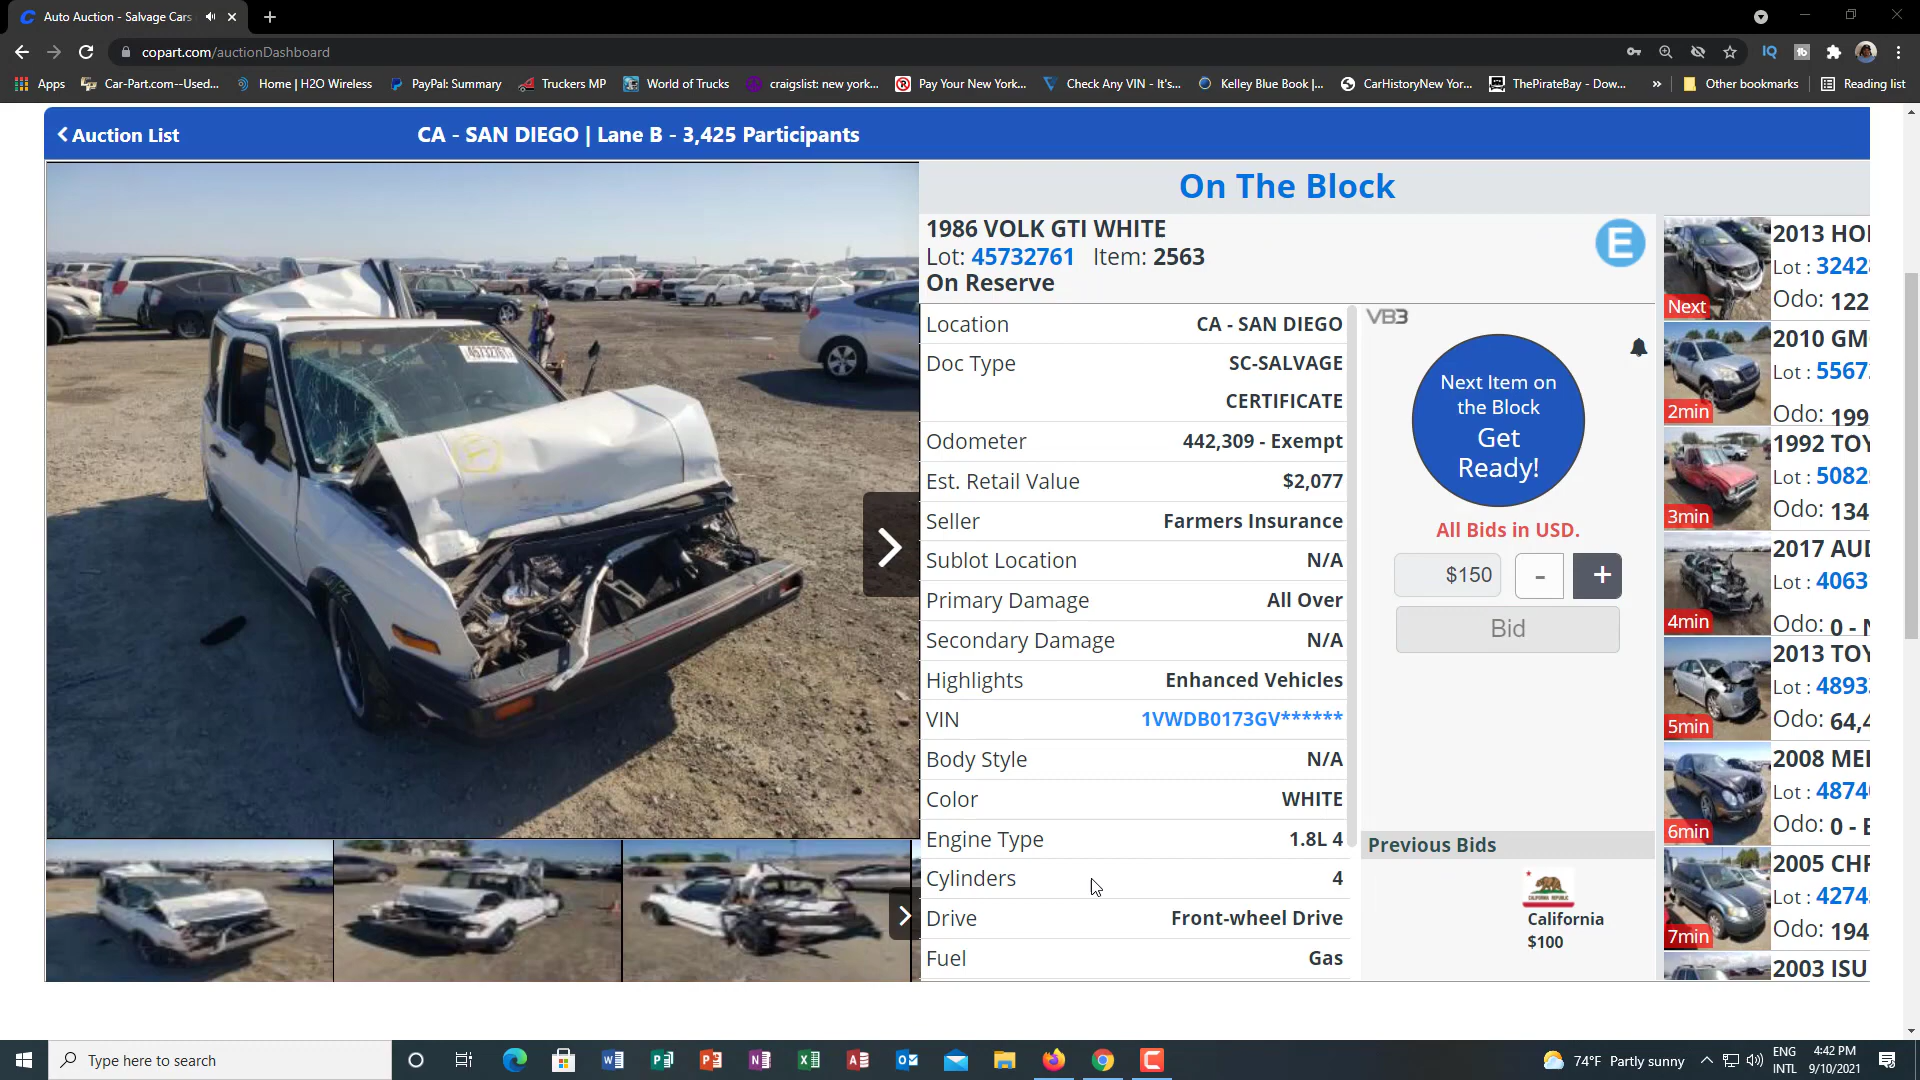 Auto Auction - Salvage Cars
copart.com/auctionDashboard
Apps
Car-Part.com--Used...
Home | H2O Wireless
PayPal: Summary
Truckers MP
World of Trucks
craigslist: new york...
Pay Your New York...
Check Any VIN - It's...
Kelley Blue Book |...
CarHistoryNew Yor...
ThePirateBay - Dow...
Other bookmarks
Reading list
Auction List
CA - SAN DIEGO | Lane B - 3,425 Participants
On The Block
1986 VOLK GTI WHITE
Lot: 45732761 Item: 2563
On Reserve
E
Location CA - SAN DIEGO
Doc Type SC-SALVAGE
CERTIFICATE
Odometer 442,309 - Exempt
Est. Retail Value $2,077
Seller Farmers Insurance
Sublot Location N/A
Primary Damage All Over
Secondary Damage N/A
Highlights Enhanced Vehicles
VIN 1VWDB0173GV******
Body Style N/A
Color WHITE
Engine Type 1.8L 4
Cylinders 4
Drive Front-wheel Drive
Fuel Gas
VB3
Next Item on
the Block
Get
Ready!
All Bids in USD.
$150 - +
Bid
Previous Bids
California
$100
2013 HO
Lot : 3242
Odo: 122
Next
2010 GM
Lot : 5567
Odo: 199
2min
1992 TOY
Lot : 5082
Odo: 134
3min
2017 AUD
Lot : 4063
Odo: 0 - N
4min
2013 TOY
Lot : 4893
Odo: 64,4
5min
2008 MEI
Lot : 4874
Odo: 0 - E
6min
2005 CHR
Lot : 4274
Odo: 194
7min
2003 ISU
45732761
Type here to search
74°F Partly sunny
ENG
INTL
4:42 PM
9/10/2021